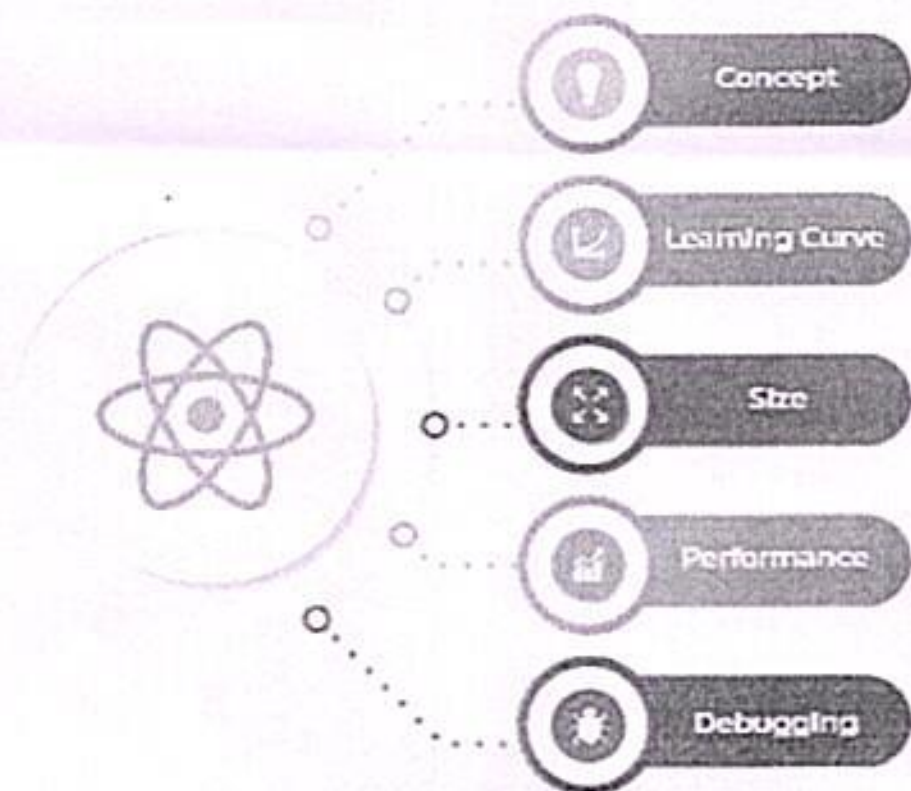 Concept
Learning Curve
Size
Performance
Debugging